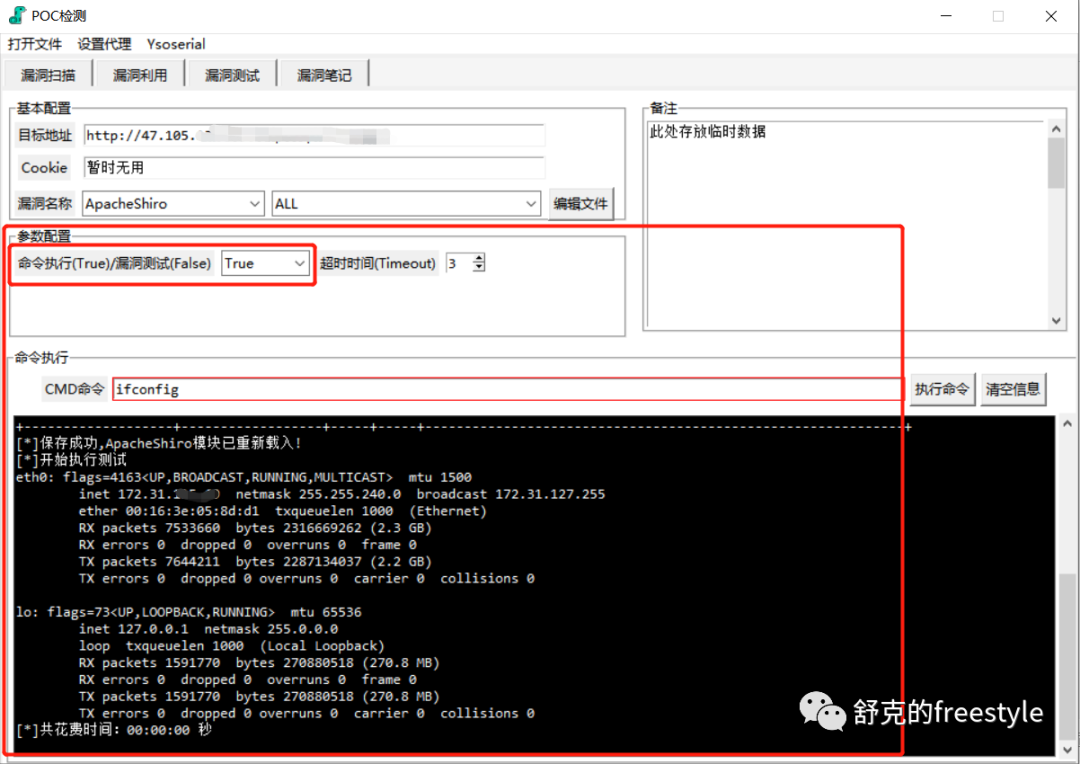 POC检测
打开文件 设置代理 Ysoserial
漏洞扫描 漏洞利用 漏洞测试 漏洞笔记
基本配置
目标地址 http://47.105.
Cookie 暂时无用
漏洞名称 ApacheShiro ALL 编辑文件
备注
此处存放临时数据
参数配置
命令执行(True)/漏洞测试(False) True 超时时间(Timeout) 3
命令执行
CMD命令 ifconfig 执行命令 清空信息
+-------------------+----------------+-----+-----+-----------------------------------------------------+
[*]保存成功,ApacheShiro模块已重新载入!
[*]开始执行测试
eth0: flags=4163<UP,BROADCAST,RUNNING,MULTICAST>  mtu 1500
inet 172.31. netmask 255.255.240.0  broadcast 172.31.127.255
ether 00:16:3e:05:8d:d1  txqueuelen 1000  (Ethernet)
RX packets 7533660  bytes 2316669262 (2.3 GB)
RX errors 0  dropped 0  overruns 0  frame 0
TX packets 7644211  bytes 2287134037 (2.2 GB)
TX errors 0  dropped 0 overruns 0  carrier 0  collisions 0
lo: flags=73<UP,LOOPBACK,RUNNING>  mtu 65536
inet 127.0.0.1  netmask 255.0.0.0
loop  txqueuelen 1000  (Local Loopback)
RX packets 1591770  bytes 270880518 (270.8 MB)
RX errors 0  dropped 0  overruns 0  frame 0
TX packets 1591770  bytes 270880518 (270.8 MB)
TX errors 0  dropped 0 overruns 0  carrier 0  collisions 0
[*]共花费时间: 00:00:00 秒
舒克的freestyle